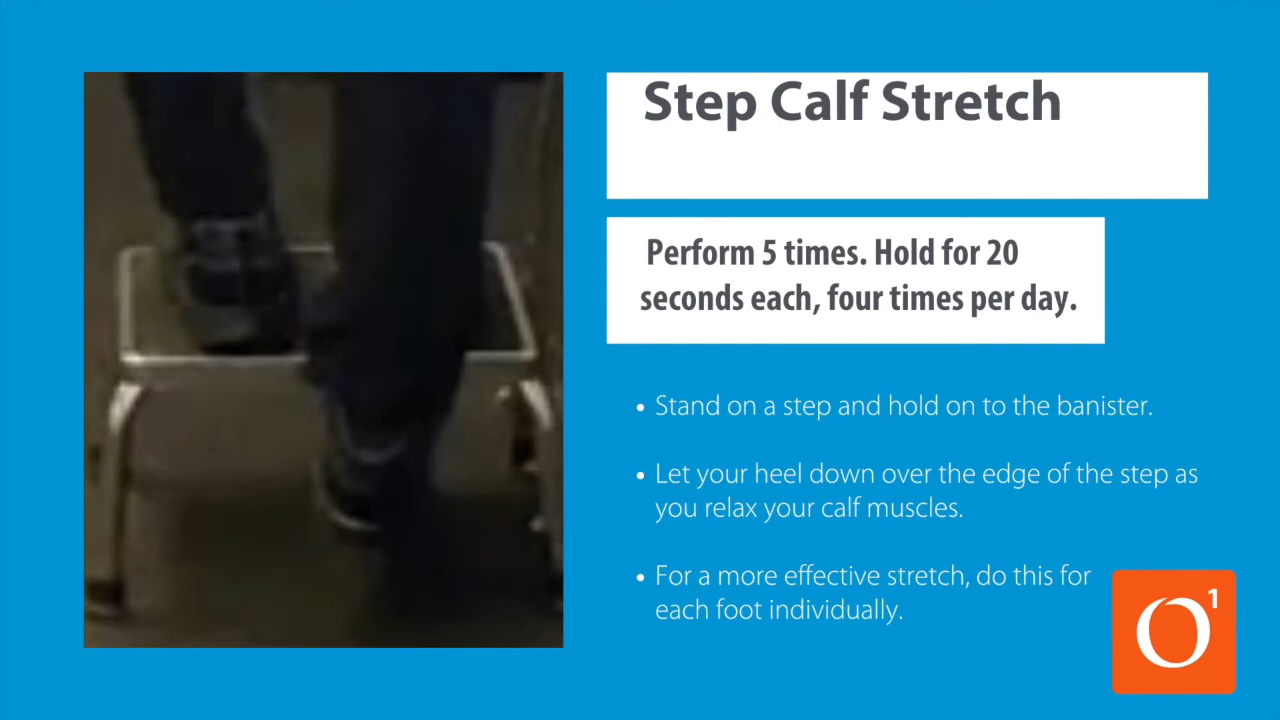 Step Calf Stretch
Perform 5 times. Hold for 20
seconds each, four times per day.
• Stand on a step and hold on to the banister.
• Let your heel down over the edge of the step as
you relax your calf muscles.
• For a more effective stretch, do this for
each foot individually.
O1